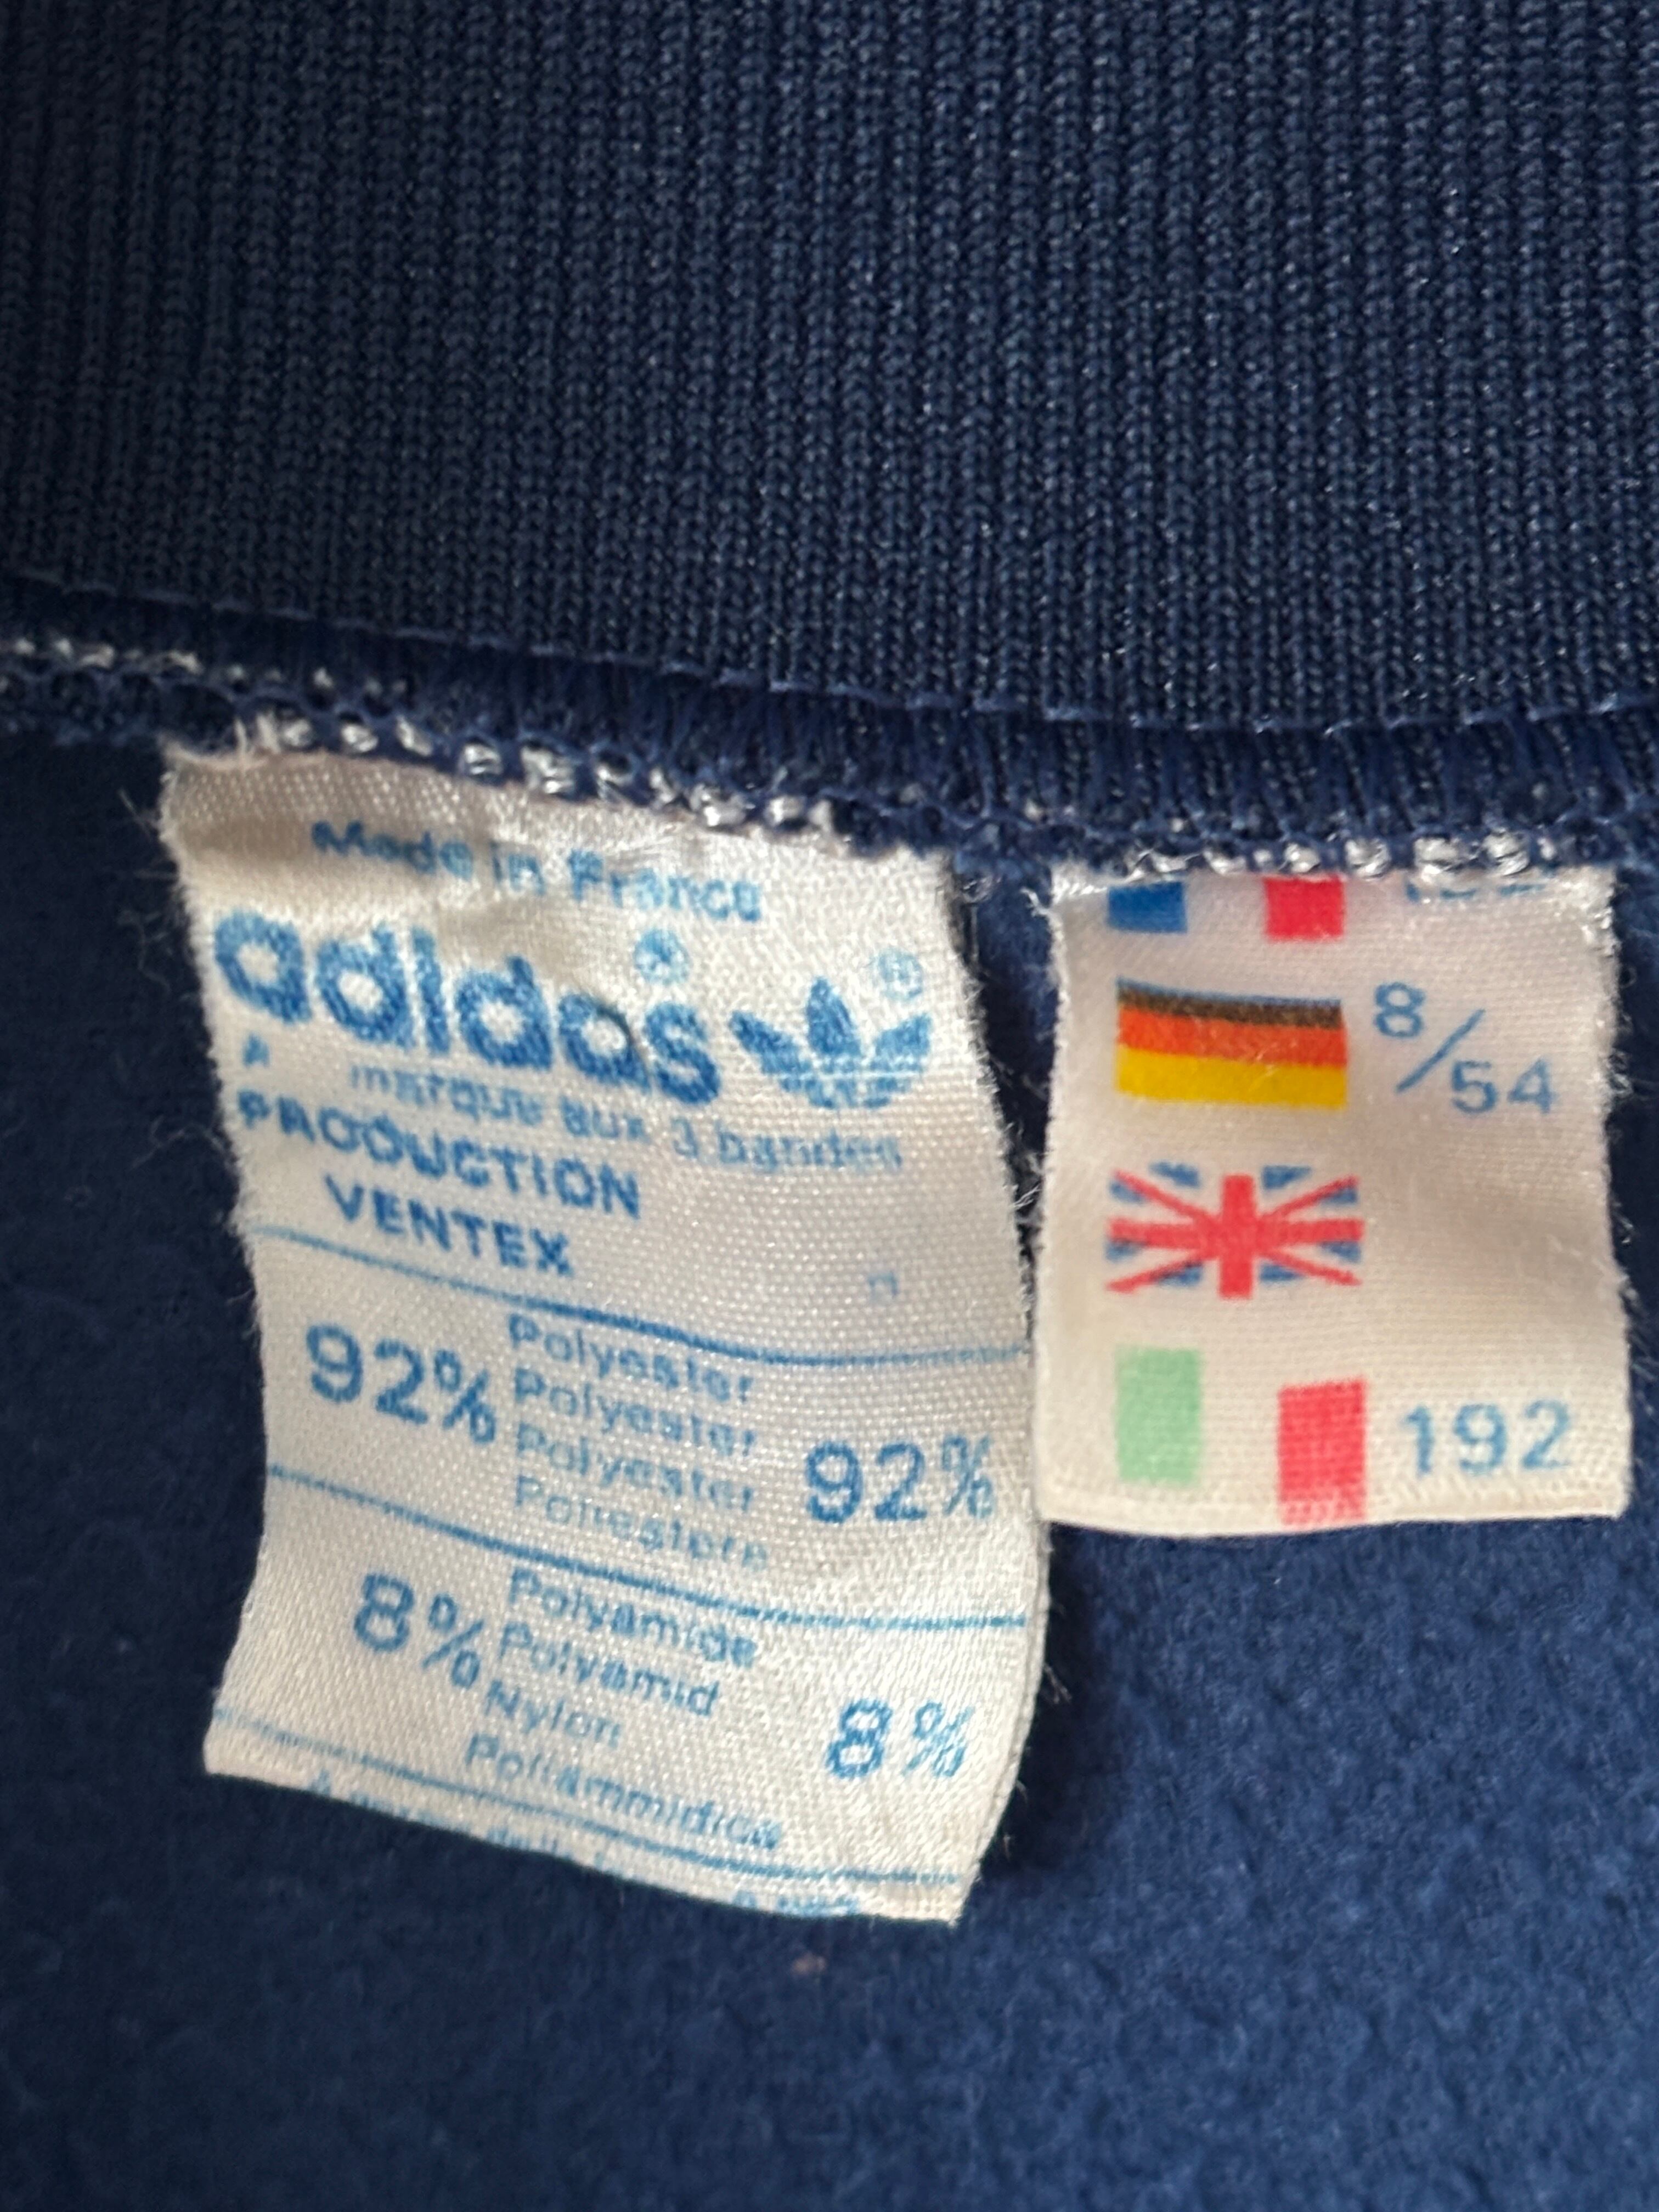 Made in France
adidas ® ®
marque aux 3 bandes
PRODUCTION
VENTEX
92% Polyester
Polyester
Polyester 92%
Poliestere
8% Polyamide
Polyamid
Nylon 8%
Poliammidica
8/54
192